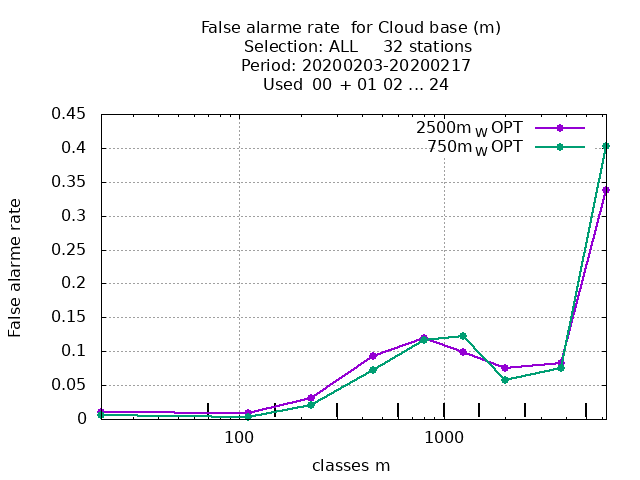 False alarme rate  for Cloud base (m)
Selection: ALL     32 stations
Period: 20200203-20200217
Used  00  + 01 02 ... 24
2500m_W OPT
750m_W OPT
0.45
0.4
0.35
0.3
0.25
0.2
0.15
0.1
0.05
0
False alarme rate
100
1000
classes m